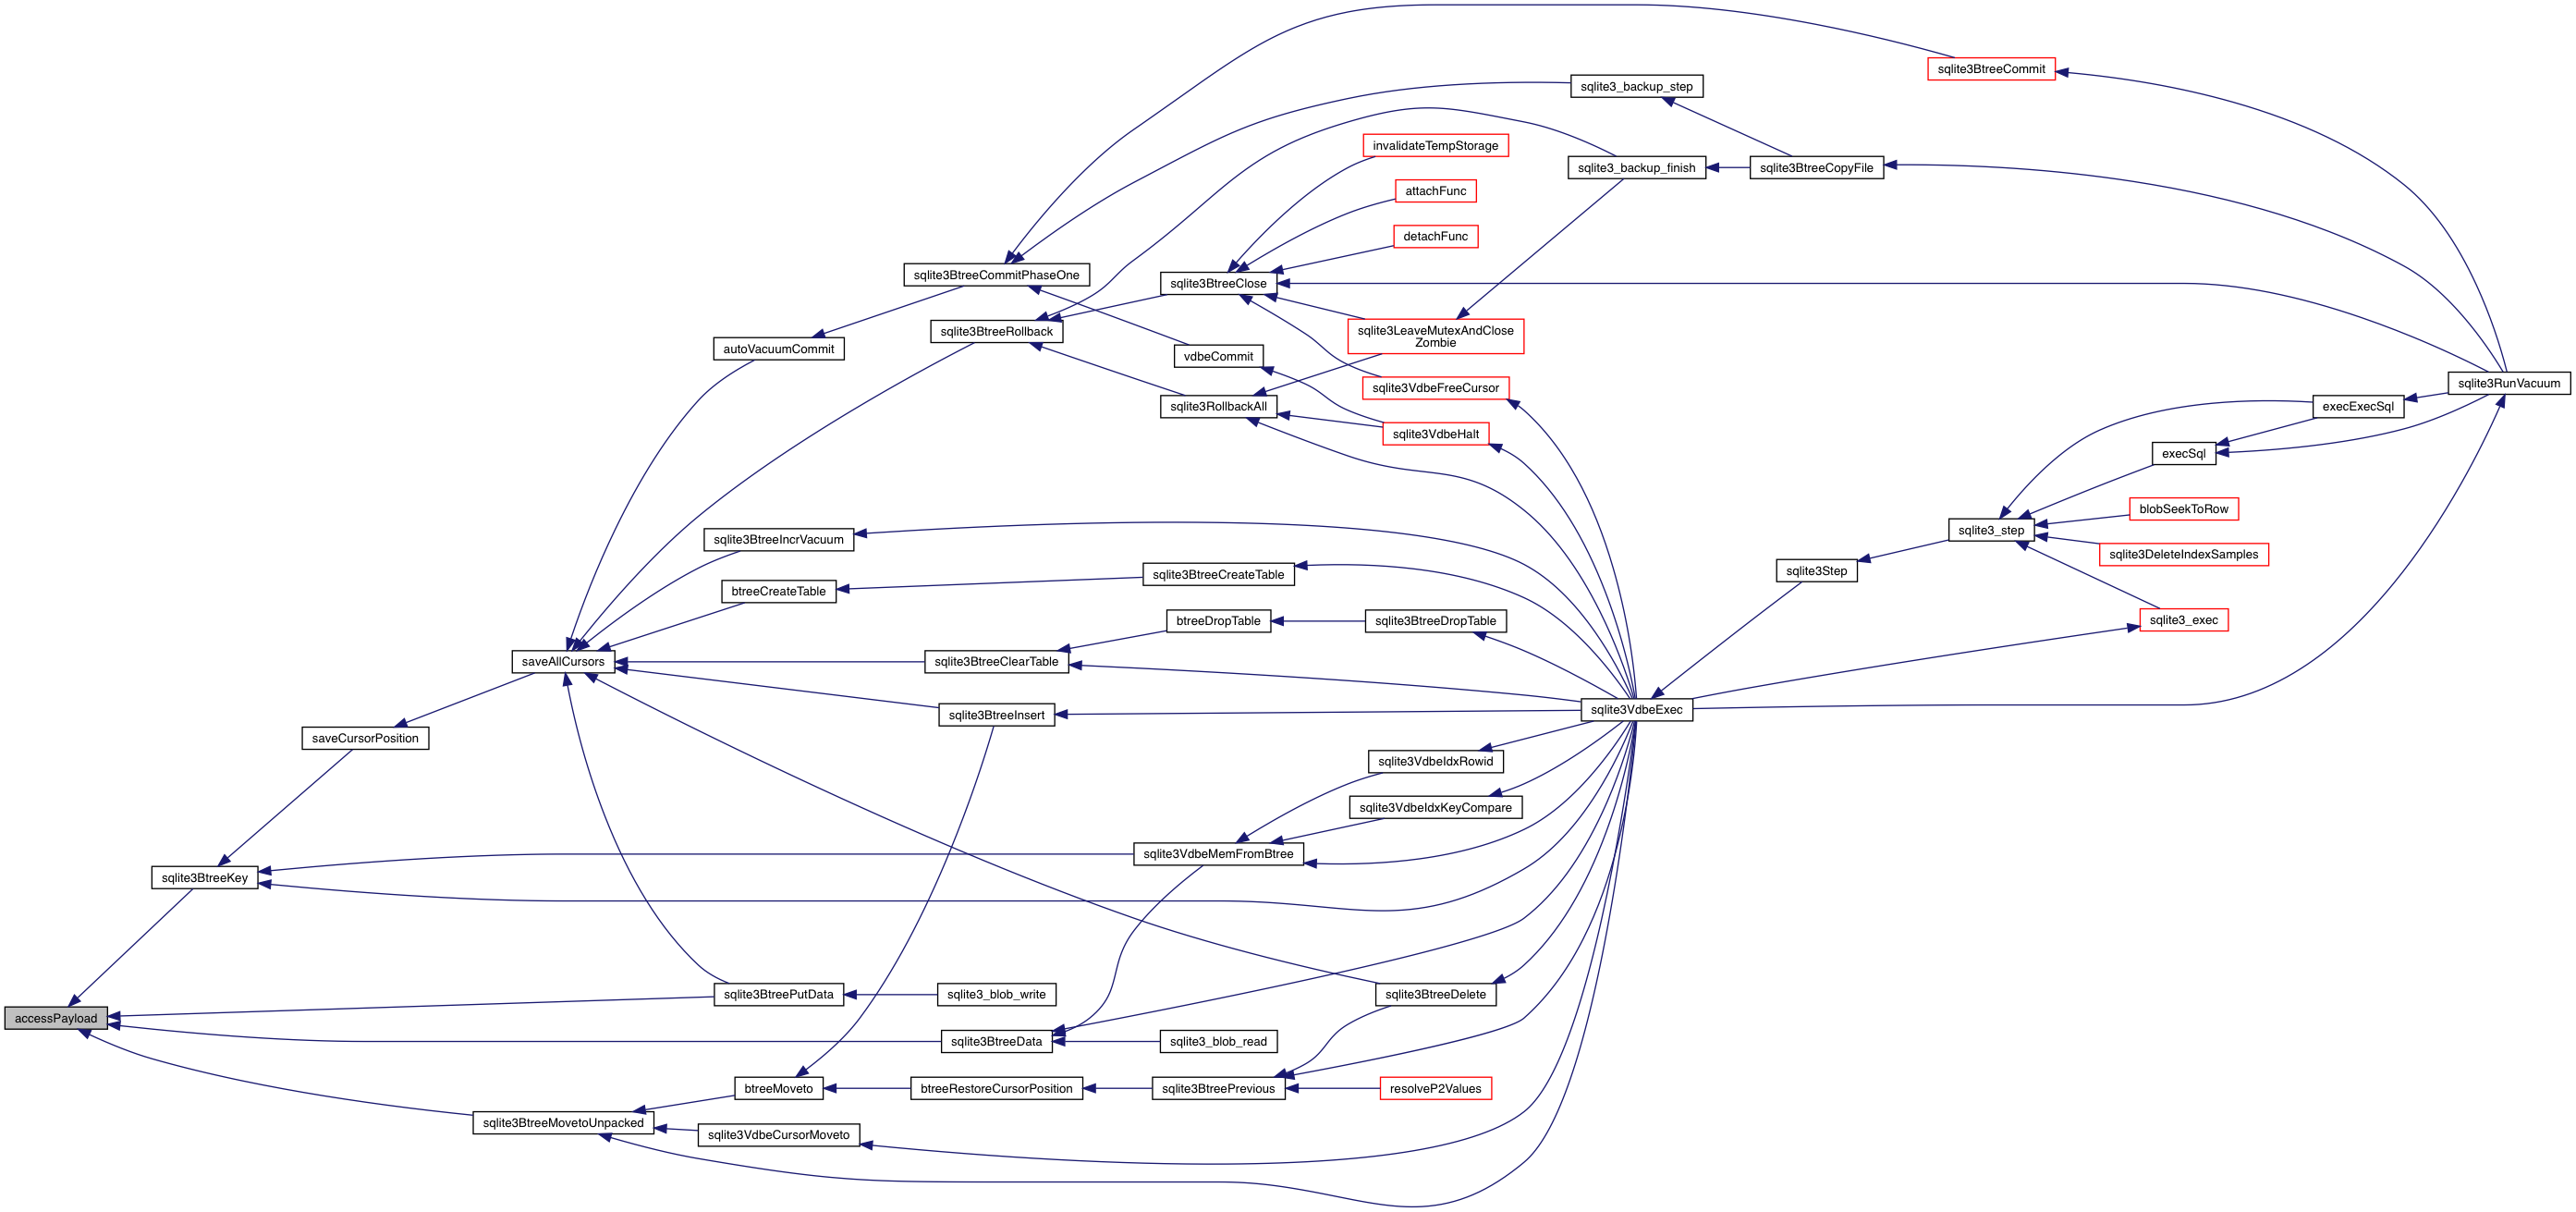 sqlite3BtreeCommit
sqlite3_backup_step
invalidateTempStorage
sqlite3_backup_finish
sqlite3BtreeCopyFile
attachFunc
detachFunc
sqlite3BtreeCommitPhaseOne
sqlite3BtreeClose
sqlite3BtreeRollback
sqlite3LeaveMutexAndClose
Zombie
autoVacuumCommit
vdbeCommit
sqlite3VdbeFreeCursor
sqlite3RunVacuum
sqlite3RollbackAll
execExecSql
sqlite3VdbeHalt
execSql
blobSeekToRow
sqlite3_step
sqlite3BtreeIncrVacuum
sqlite3DeleteIndexSamples
sqlite3Step
sqlite3BtreeCreateTable
btreeCreateTable
btreeDropTable
sqlite3BtreeDropTable
sqlite3_exec
saveAllCursors
sqlite3BtreeClearTable
sqlite3VdbeExec
sqlite3BtreeInsert
saveCursorPosition
sqlite3VdbeIdxRowid
sqlite3VdbeIdxKeyCompare
sqlite3VdbeMemFromBtree
sqlite3BtreeKey
sqlite3BtreePutData
sqlite3_blob_write
sqlite3BtreeDelete
accessPayload
sqlite3BtreeData
sqlite3_blob_read
btreeMoveto
btreeRestoreCursorPosition
sqlite3BtreePrevious
resolveP2Values
sqlite3BtreeMovetoUnpacked
sqlite3VdbeCursorMoveto